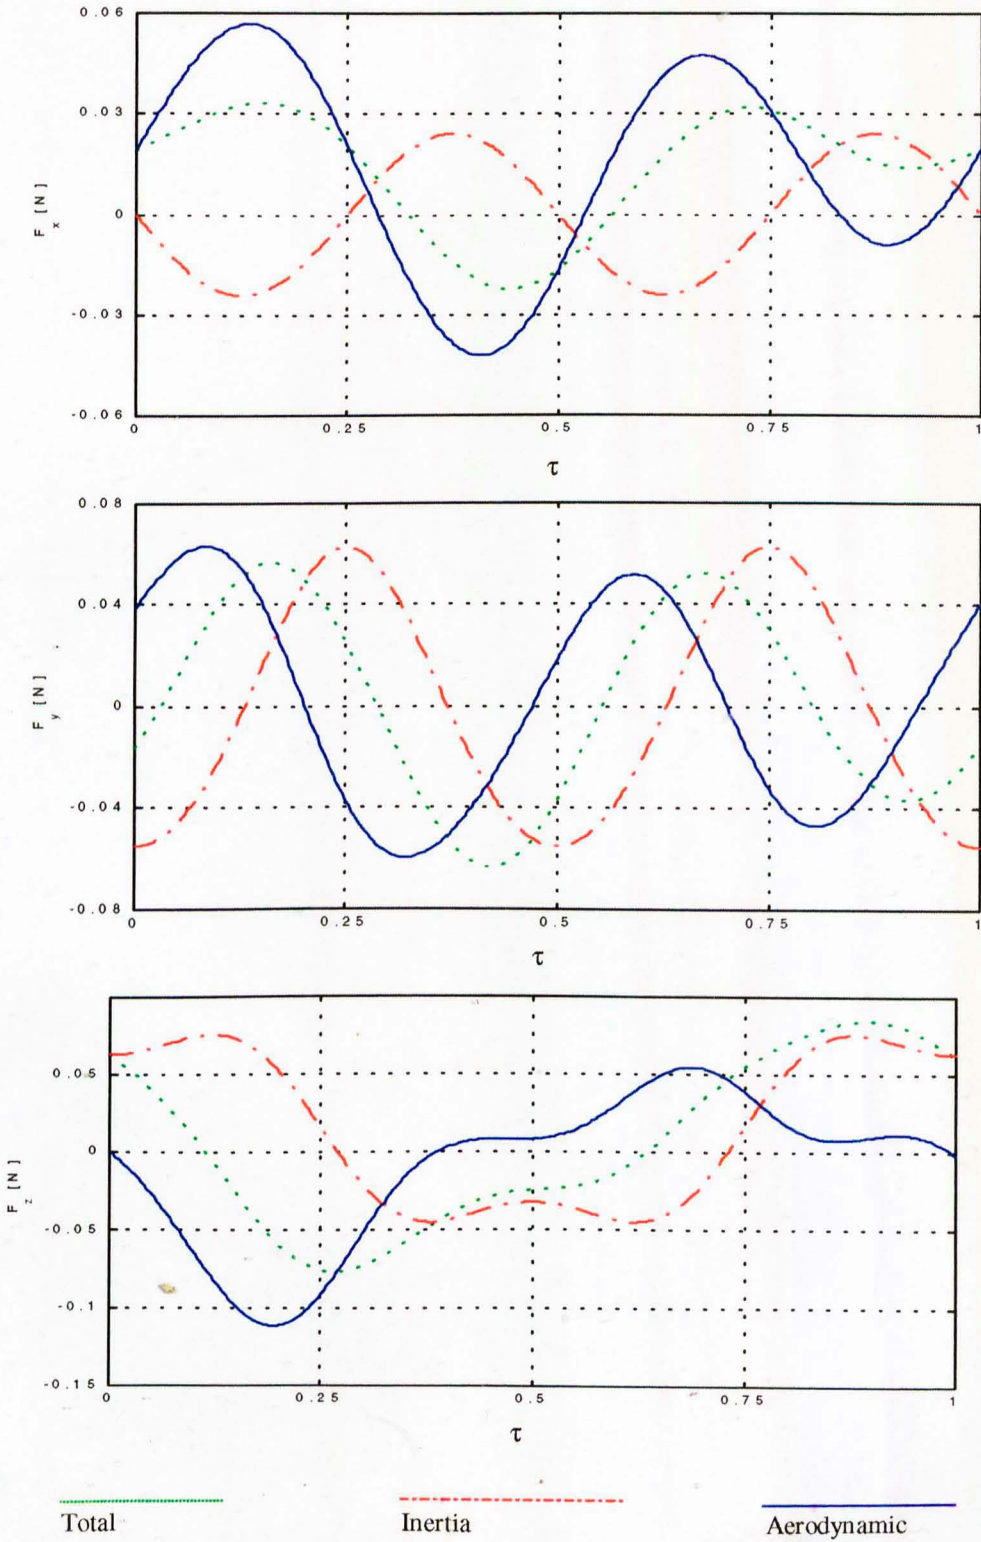 0.06
0.03
0
-0.03
-0.06
F x [N]
0 0.25 0.5 0.75 1
τ
0.08
0.04
0
-0.04
-0.08
F y [N]
0 0.25 0.5 0.75 1
τ
0.05
0
-0.05
-0.1
-0.15
F z [N]
0 0.25 0.5 0.75 1
τ
Total Inertia Aerodynamic